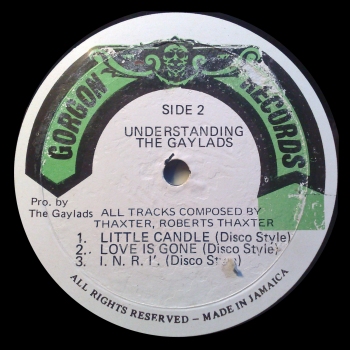 GORGON RECORDS
SIDE 2
UNDERSTANDING
THE GAYLADS
Pro. by
The Gaylads
ALL TRACKS COMPOSED BY
THAXTER, ROBERTS THAXTER
1. LITTLE CANDLE (Disco Style)
2. LOVE IS GONE (Disco Style)
3. I. N. R. I'. (Disco Style)
ALL RIGHTS RESERVED – MADE IN JAMAICA